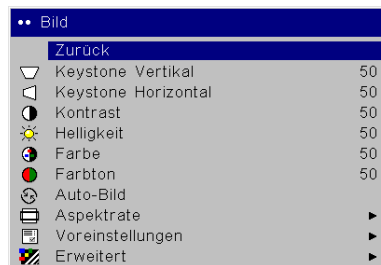 Bild
Zurück
Keystone Vertikal 50
Keystone Horizontal 50
Kontrast 50
Helligkeit 50
Farbe 50
Farbton 50
Auto-Bild
Aspektrate
Voreinstellungen
Erweitert